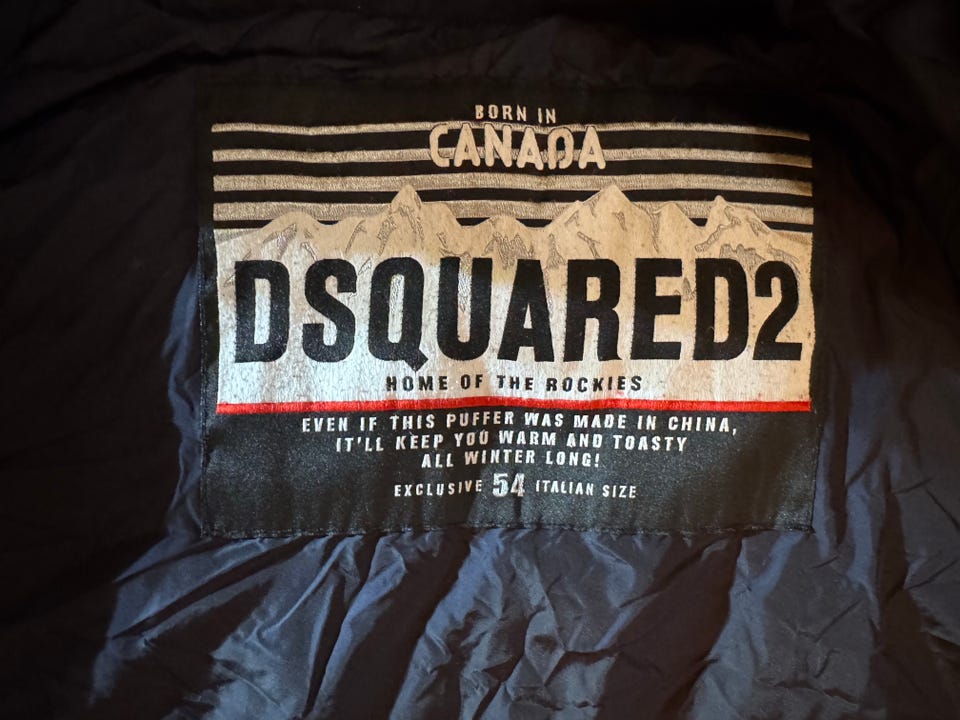 BORN IN
CANADA
DSQUARED2
HOME OF THE ROCKIES
EVEN IF THIS PUFFER WAS MADE IN CHINA,
IT'LL KEEP YOU WARM AND TOASTY
ALL WINTER LONG!
EXCLUSIVE 54 ITALIAN SIZE